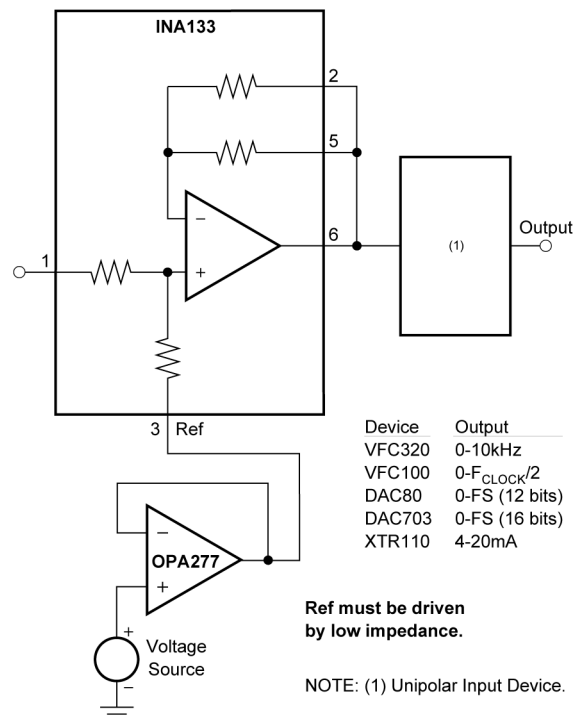 INA133
2
5
−
6
Output
(1)
1
+
3 Ref
Device Output
VFC320 0-10kHz
VFC100 0-FCLOCK/2
DAC80 0-FS (12 bits)
DAC703 0-FS (16 bits)
XTR110 4-20mA
−
OPA277
+
Ref must be driven
by low impedance.
+
Voltage
Source
−
NOTE: (1) Unipolar Input Device.